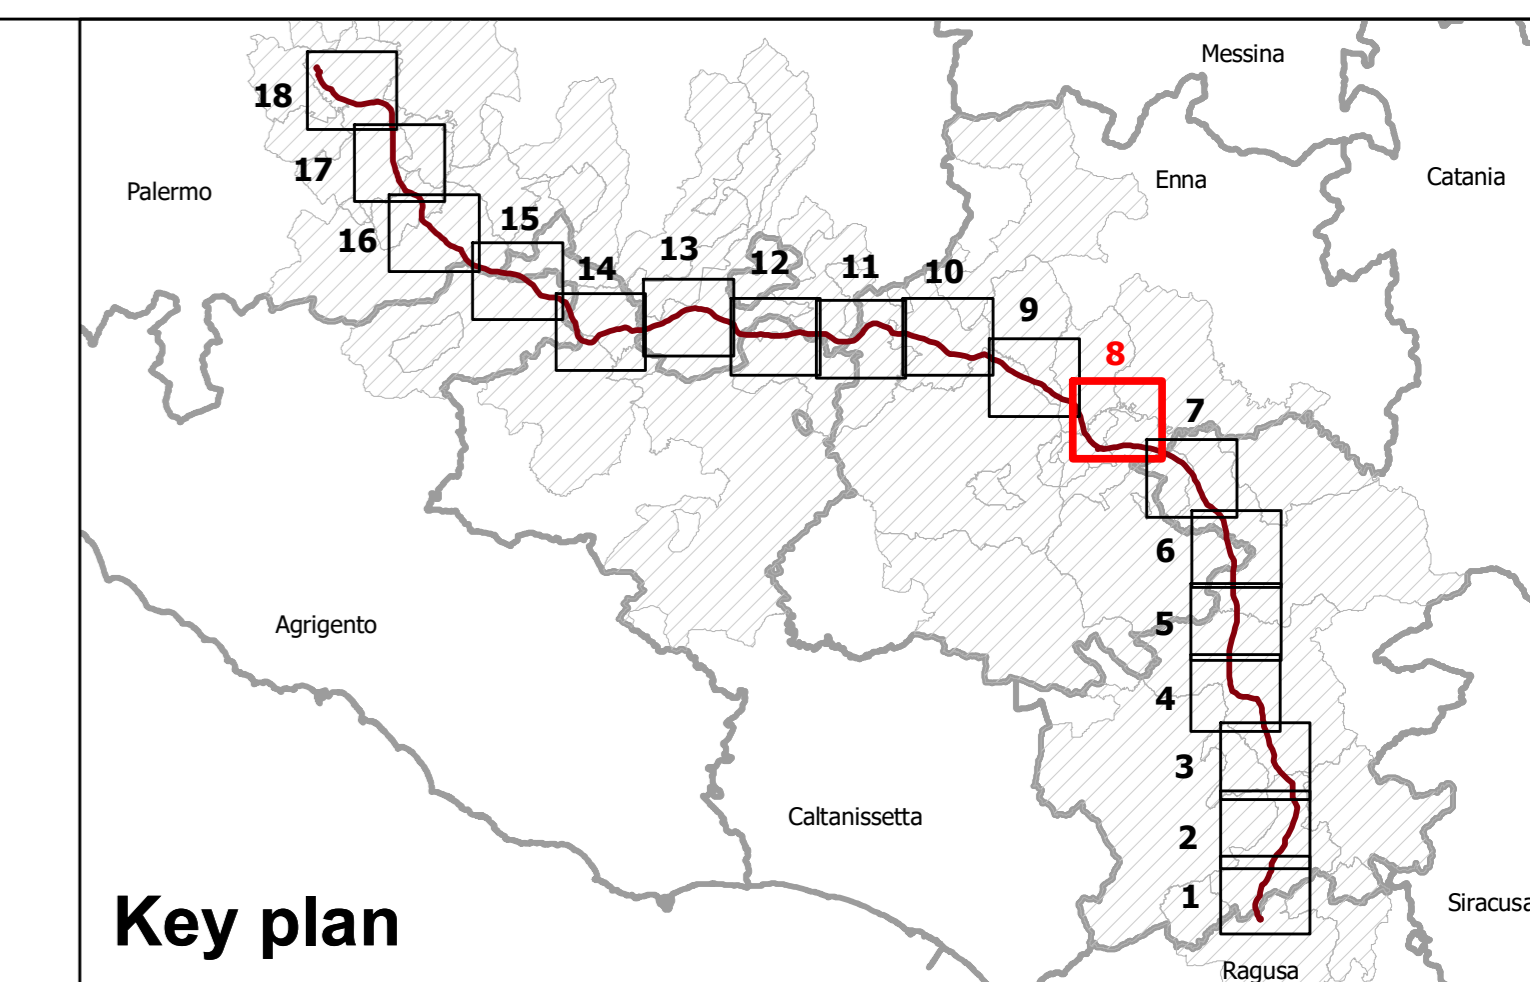 Messina
18
17
Palermo
Enna
Catania
15
16
13
14
12
11
10
9
8
7
6
5
Agrigento
4
3
Caltanissetta
2
1
Siracusa
Key plan
Ragusa